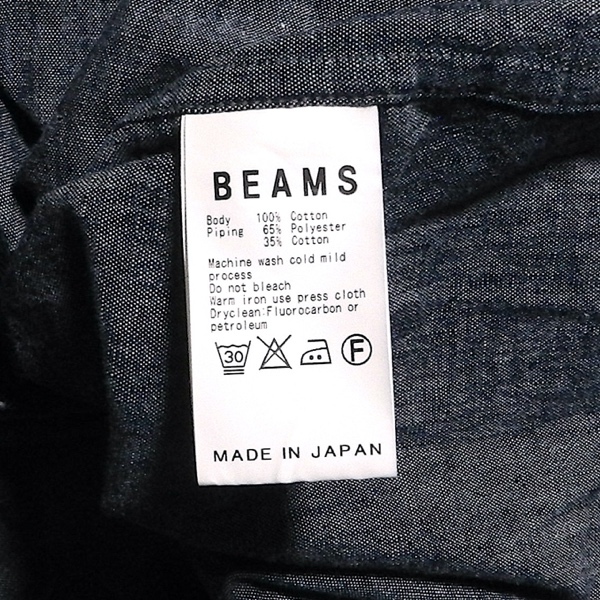 BEAMS
Body 100% Cotton
Piping 65% Polyester
35% Cotton
Machine wash cold mild
process
Do not bleach
Warm iron use press cloth
Dryclean:Fluorocarbon or
petroleum
30 F
MADE IN JAPAN